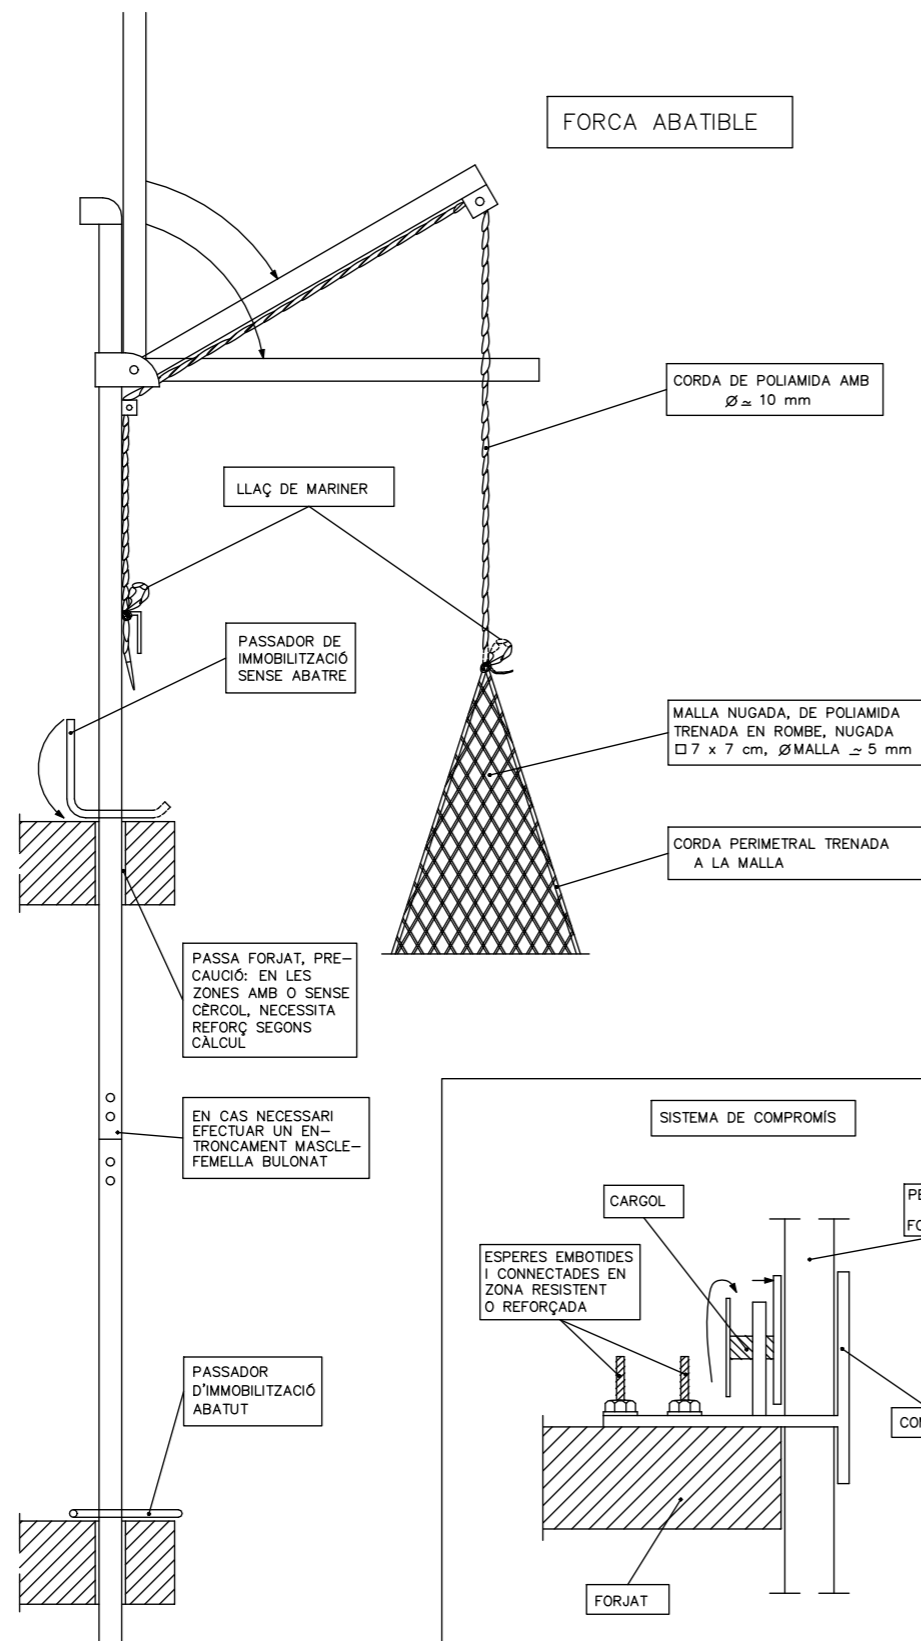 FORCA ABATIBLE
CORDA DE POLIAMIDA AMB
Ø ≃ 10 mm
LLAÇ DE MARINER
PASSADOR DE
IMMOBILITZACIÓ
SENSE ABATRE
MALLA NUGADA, DE POLIAMIDA
TRENADA EN ROMBE, NUGADA
□ 7 x 7 cm, Ø MALLA ≃ 5 mm
CORDA PERIMETRAL TRENADA
A LA MALLA
PASSA FORJAT, PRE-
CAUCIÓ: EN LES
ZONES AMB O SENSE
CÈRCOL, NECESSITA
REFORÇ SEGONS
CÀLCUL
EN CAS NECESSARI
EFECTUAR UN EN-
TRONCAMENT MASCLE-
FEMELLA BULONAT
PASSADOR
D'IMMOBILITZACIÓ
ABATUT
SISTEMA DE COMPROMÍS
CARGOL
ESPERES EMBOTIDES
I CONNECTADES EN
ZONA RESISTENT
O REFORÇADA
FORJAT